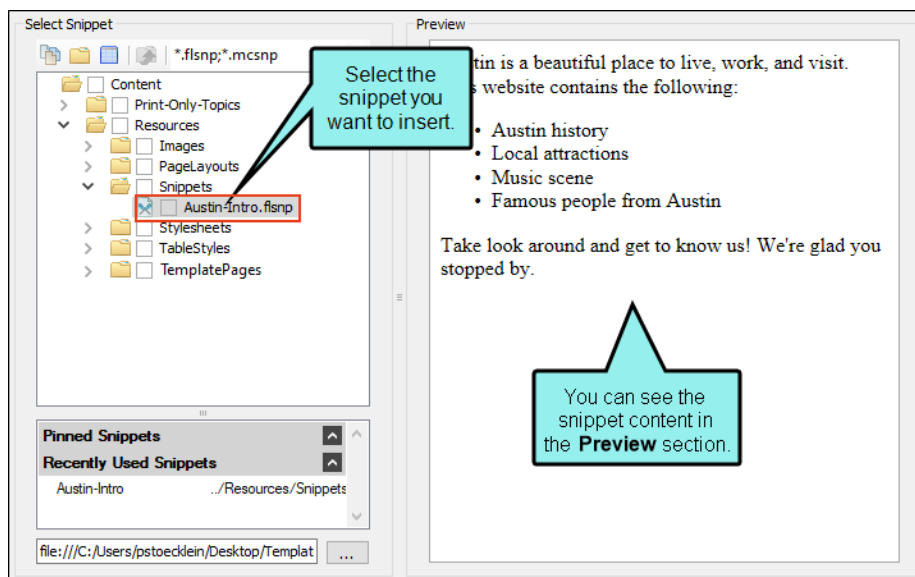 Select Snippet
*.flsnp;*.mcsnp
Content
Print-Only-Topics
Resources
Images
PageLayouts
Snippets
Austin-Intro.flsnp
Stylesheets
TableStyles
TemplatePages
Select the
snippet you
want to insert.
Pinned Snippets
Recently Used Snippets
Austin-Intro ../Resources/Snippets
file:///C:/Users/pstoecklein/Desktop/Templat ...
Preview
tin is a beautiful place to live, work, and visit.
s website contains the following:
• Austin history
• Local attractions
• Music scene
• Famous people from Austin
Take look around and get to know us! We're glad you
stopped by.
You can see the
snippet content in
the Preview section.